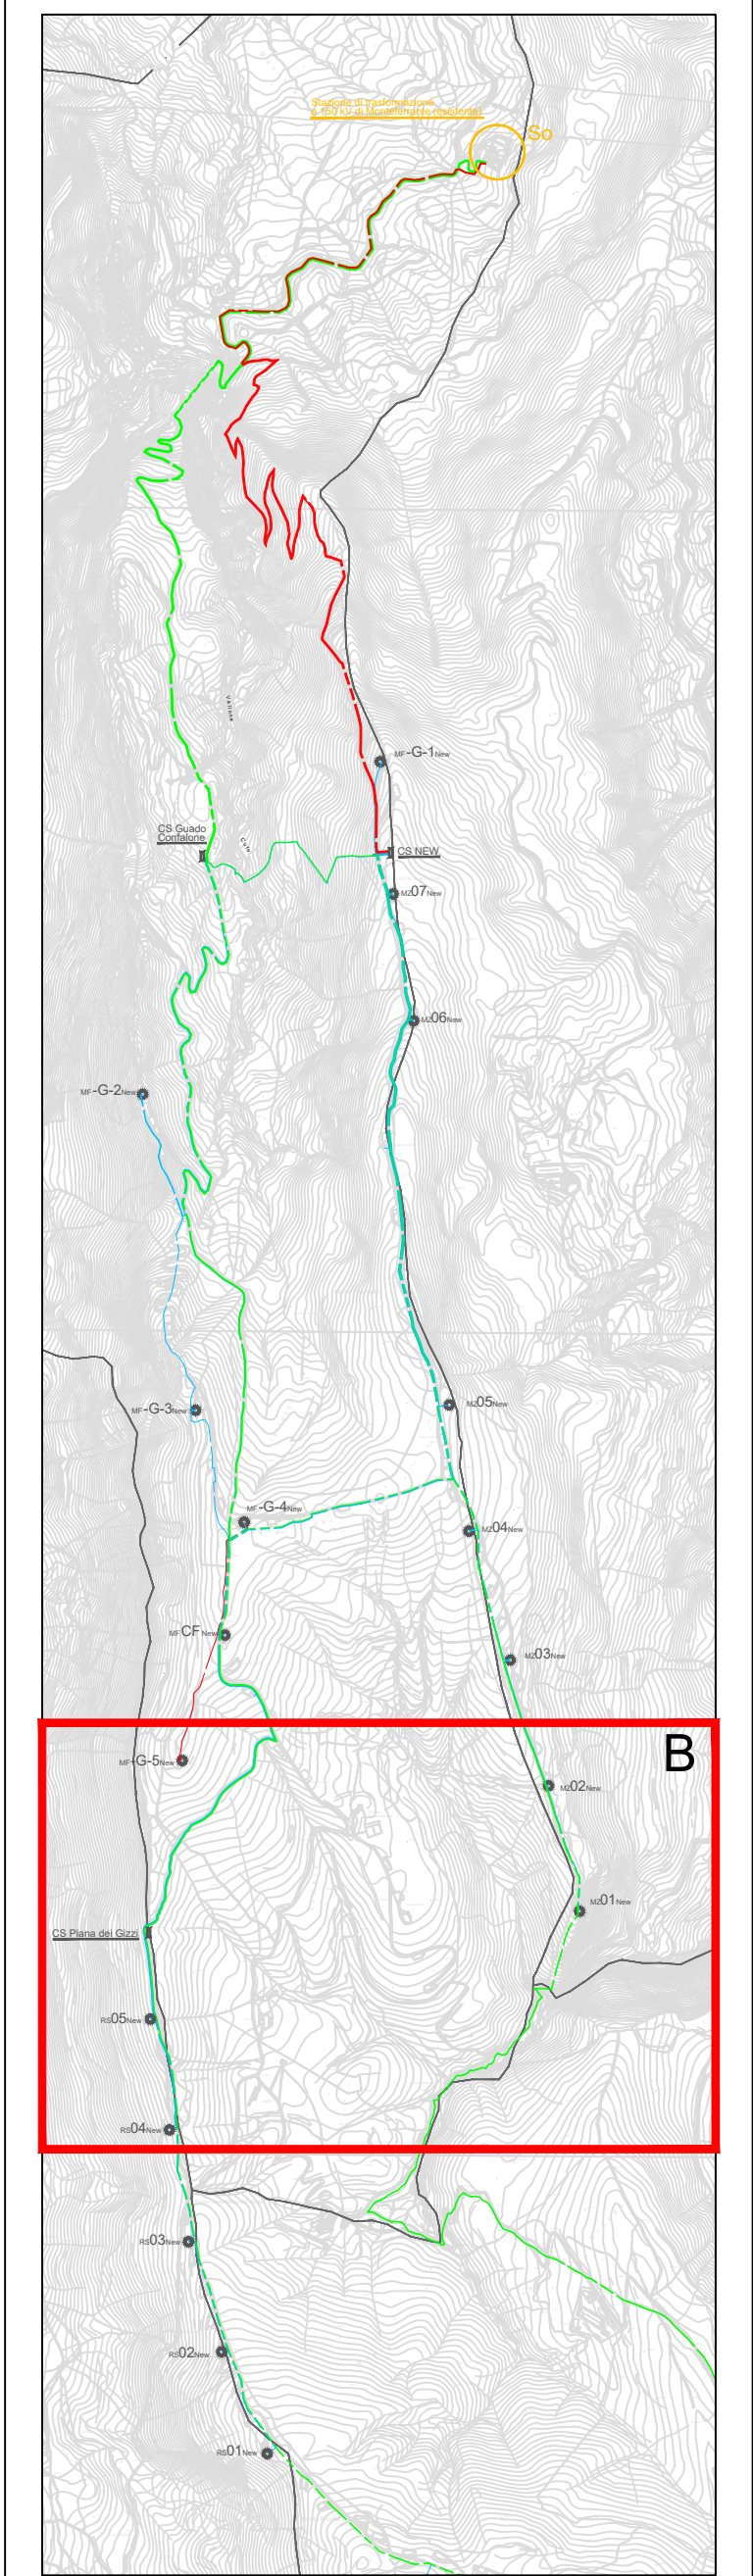 Stazione di trasformazione
a 150 kV di Monteferrante (esistente)
So
Vallone
MF-G-1New
CS Guado
Confalone
CS NEW
MZ07New
MZ06New
MF-G-2New
MZ05New
MF-G-3New
MF-G-4New
MZ04New
MFCFNew
MZ03New
B
MF-G-5New
MZ02New
MZ01New
CS Piana dei Gizzi
RS05New
RS04New
RS03New
RS02New
RS01New